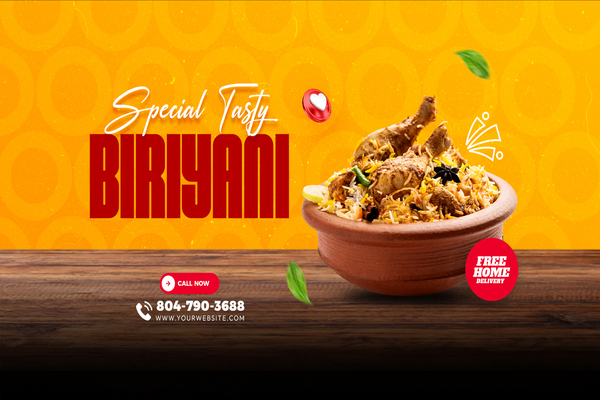 Special Tasty
BIRIYANI
CALL NOW
804-790-3688
WWW.YOURWEBSITE.COM
FREE
HOME
DELIVERY